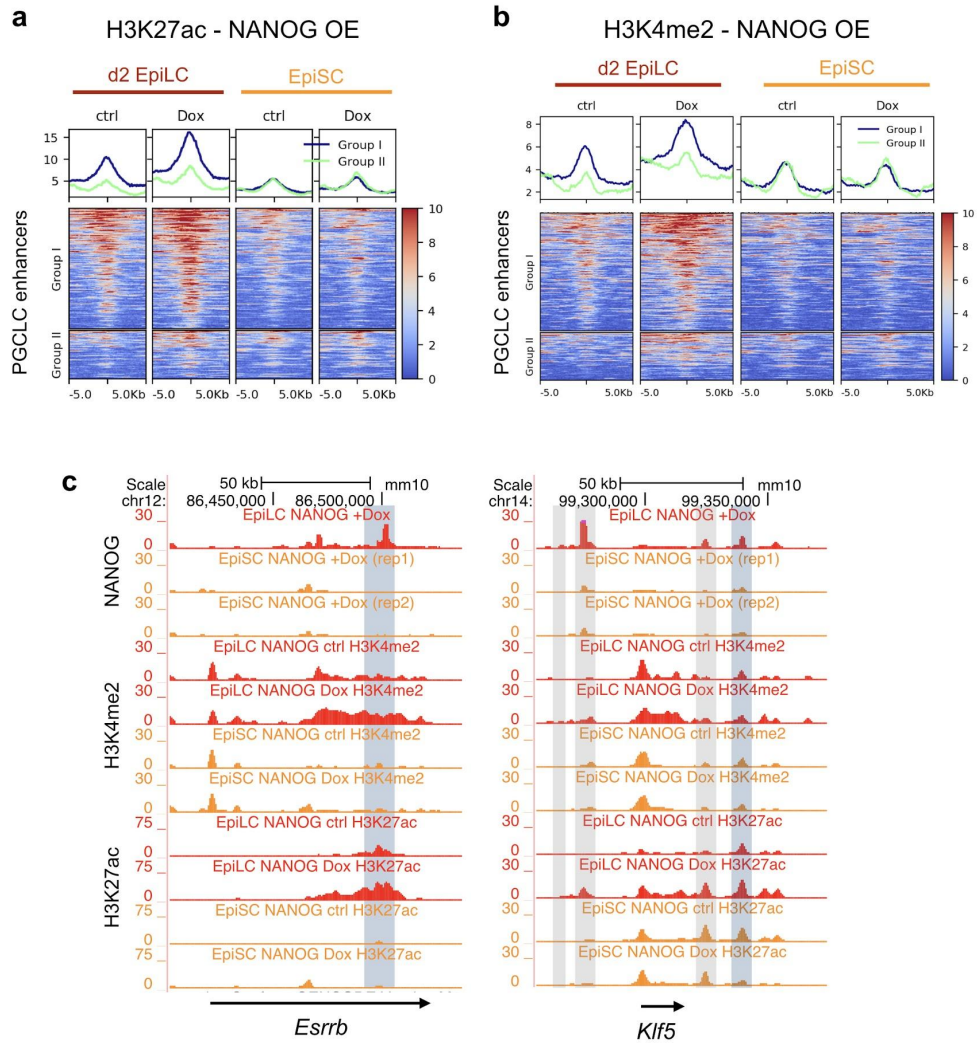 a
H3K27ac - NANOG OE
d2 EpiLC
EpiSC
ctrl
Dox
ctrl
Dox
15
10
5
Group I
Group II
PGCLC enhancers
Group I
Group II
10
8
6
4
2
0
-5.0
5.0Kb
-5.0
5.0Kb
-5.0
5.0Kb
-5.0
5.0Kb
b
H3K4me2 - NANOG OE
d2 EpiLC
EpiSC
ctrl
Dox
ctrl
Dox
8
6
4
2
Group I
Group II
PGCLC enhancers
Group I
Group II
10
8
6
4
2
0
-5.0
5.0Kb
-5.0
5.0Kb
-5.0
5.0Kb
-5.0
5.0Kb
c
Scale
50 kb
mm10
chr12:
86,450,000
86,500,000
NANOG
30
EpiLC NANOG +Dox
0
30
EpiSC NANOG +Dox (rep1)
0
30
EpiSC NANOG +Dox (rep2)
0
H3K4me2
30
EpiLC NANOG ctrl H3K4me2
0
30
EpiLC NANOG Dox H3K4me2
0
30
EpiSC NANOG ctrl H3K4me2
0
30
EpiSC NANOG Dox H3K4me2
0
H3K27ac
75
EpiLC NANOG ctrl H3K27ac
0
75
EpiLC NANOG Dox H3K27ac
0
75
EpiSC NANOG ctrl H3K27ac
0
75
EpiSC NANOG Dox H3K27ac
0
Esrrb
Scale
50 kb
mm10
chr14:
99,300,000
99,350,000
30
EpiLC NANOG +Dox
0
30
EpiSC NANOG +Dox (rep1)
0
30
EpiSC NANOG +Dox (rep2)
0
30
EpiLC NANOG ctrl H3K4me2
0
30
EpiLC NANOG Dox H3K4me2
0
30
EpiSC NANOG ctrl H3K4me2
0
30
EpiSC NANOG Dox H3K4me2
0
30
EpiLC NANOG ctrl H3K27ac
0
30
EpiLC NANOG Dox H3K27ac
0
30
EpiSC NANOG ctrl H3K27ac
0
30
EpiSC NANOG Dox H3K27ac
0
Klf5